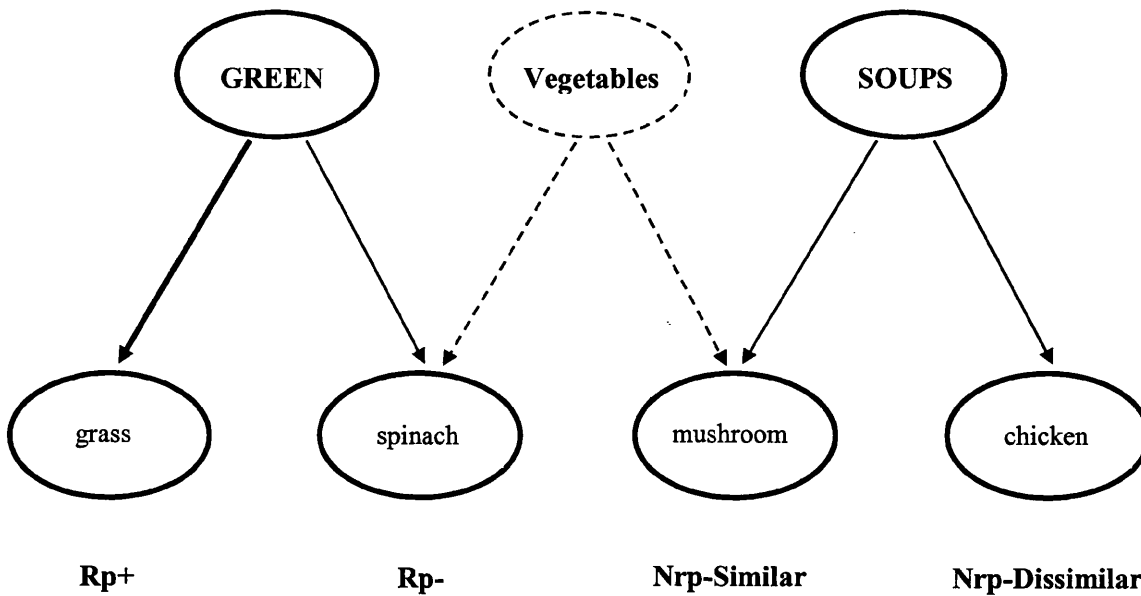 GREEN Vegetables SOUPS
grass spinach mushroom chicken
Rp+ Rp- Nrp-Similar Nrp-Dissimilar